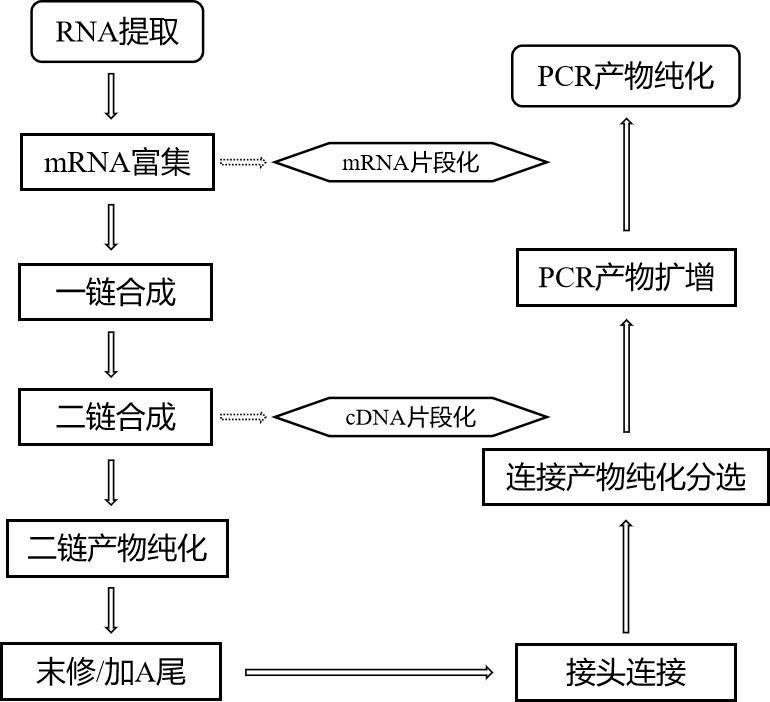 RNA提取
mRNA富集
mRNA片段化
一链合成
二链合成
cDNA片段化
二链产物纯化
末修/加A尾
接头连接
连接产物纯化分选
PCR产物扩增
PCR产物纯化